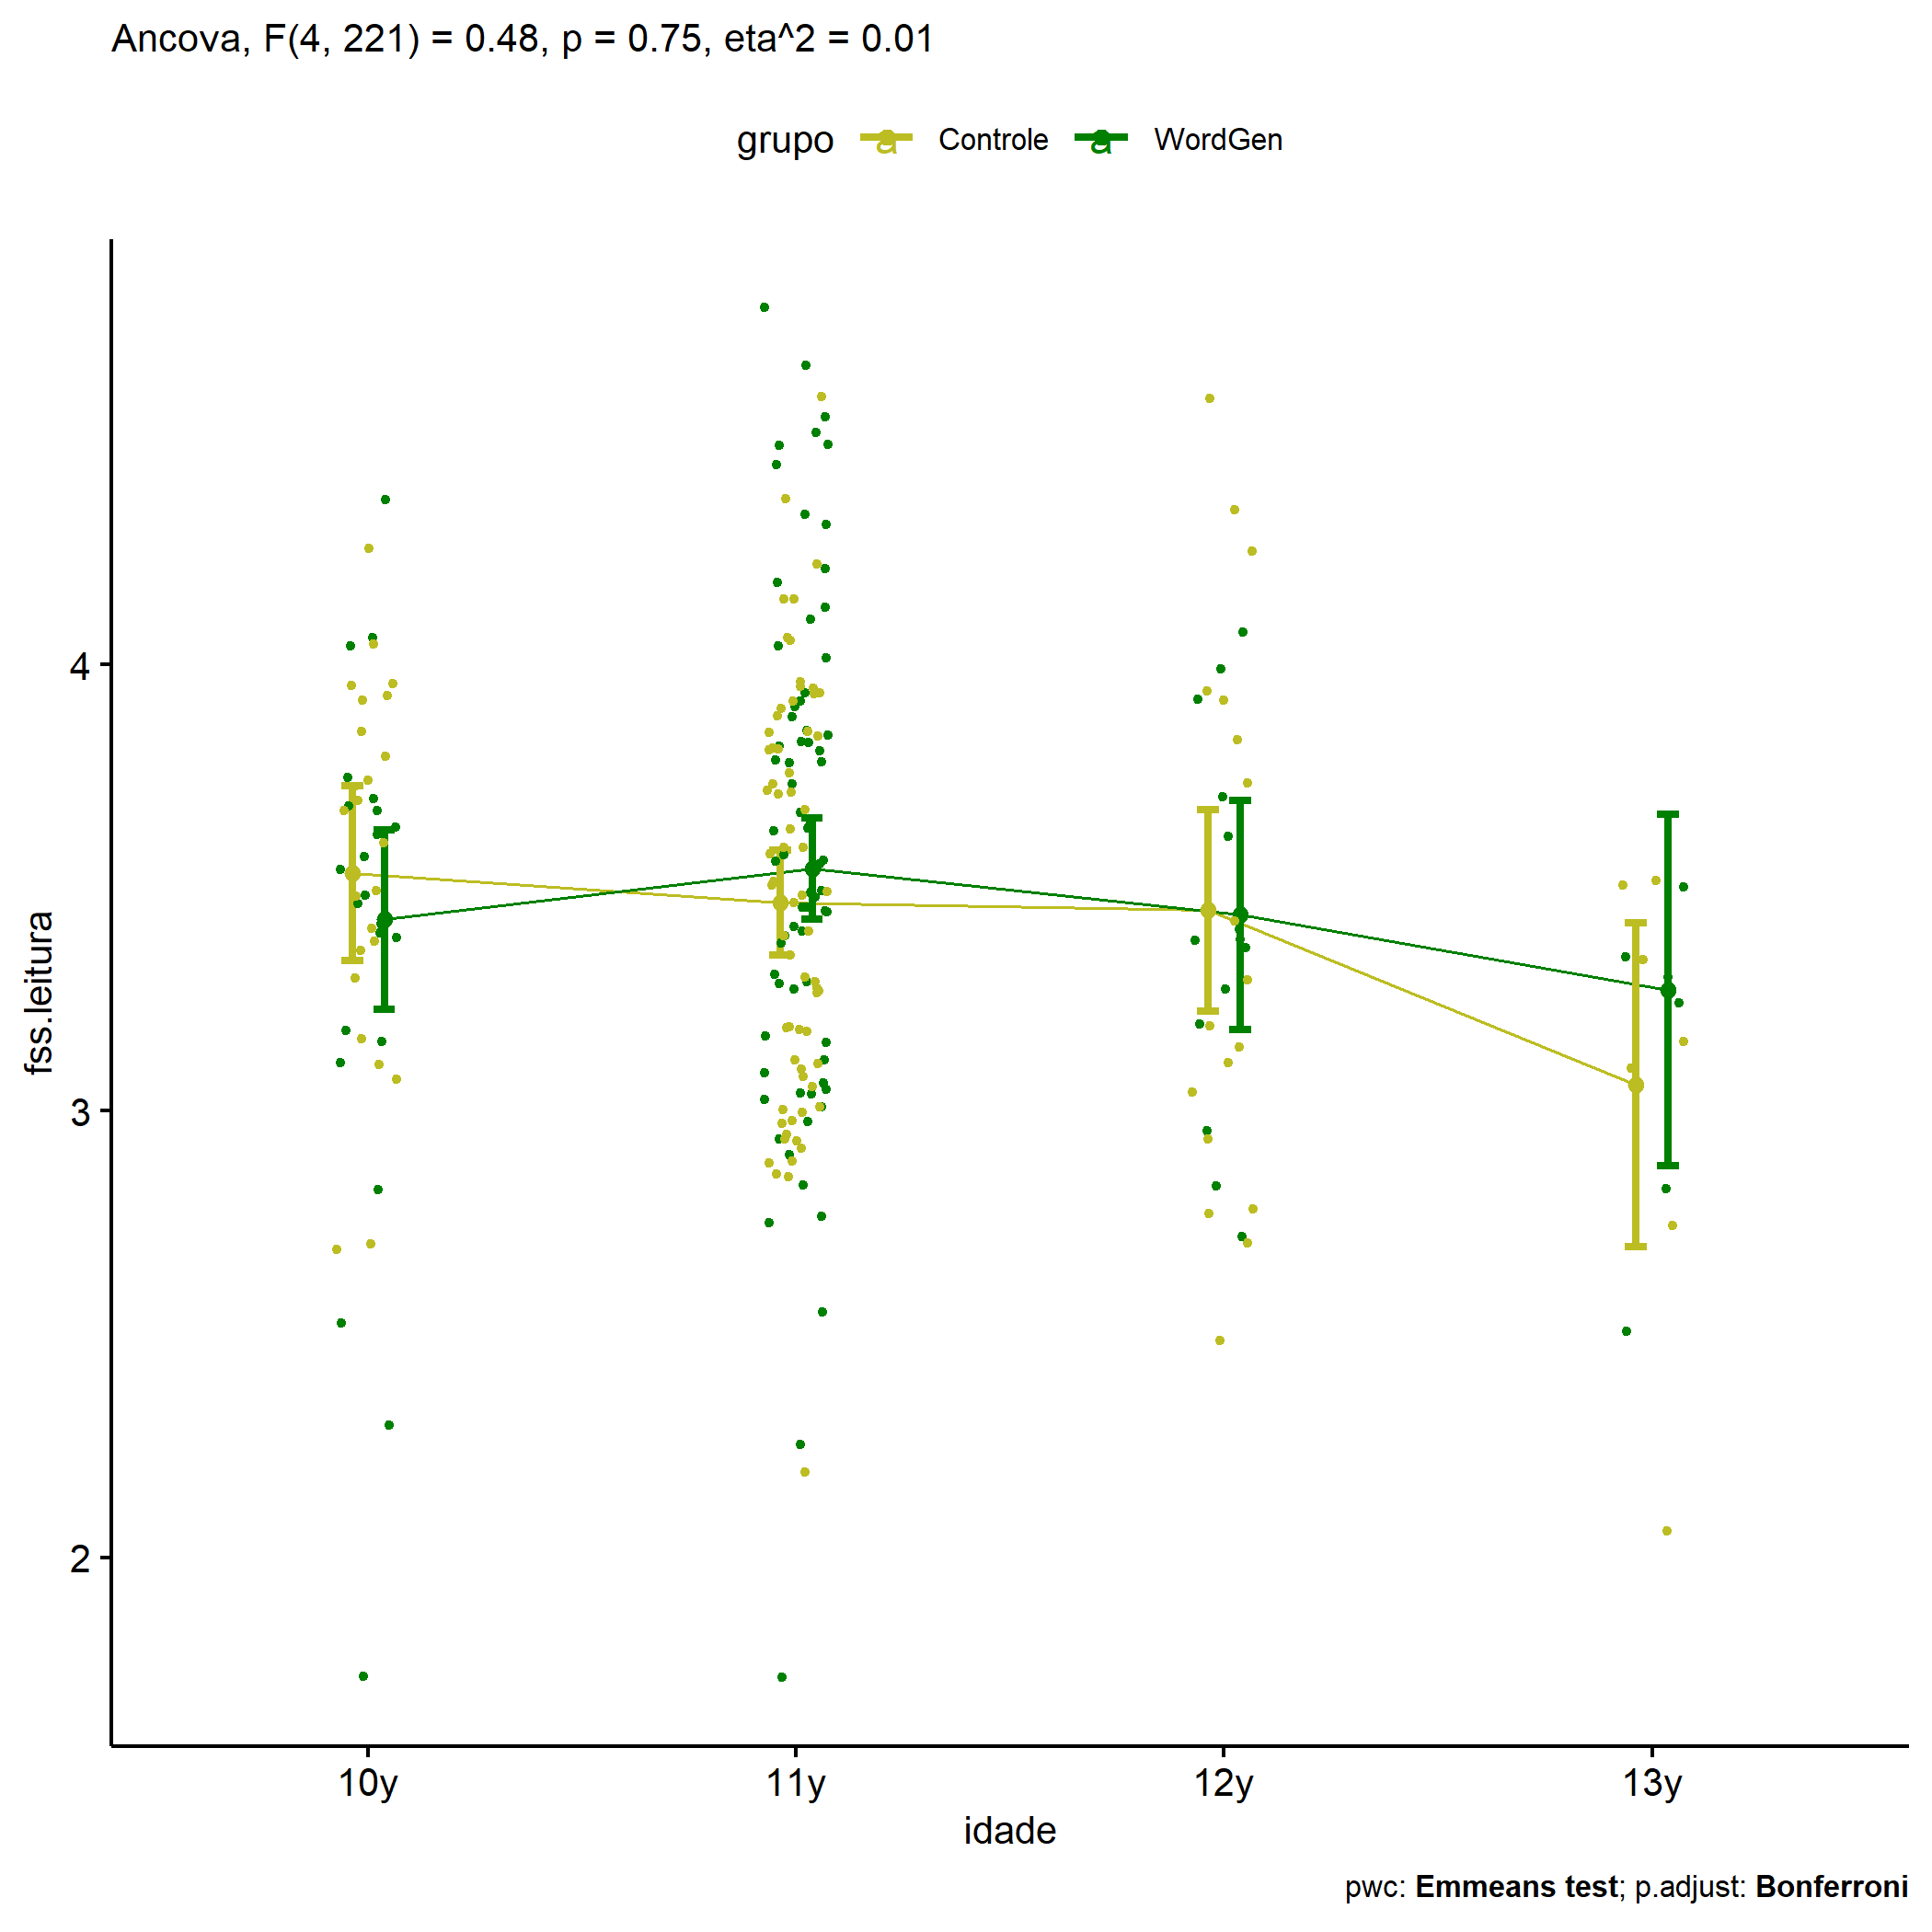 Ancova, F(4, 221) = 0.48, p = 0.75, eta^2 = 0.01
grupo a Controle a WordGen
fss.leitura
4
3
2
10y 11y 12y 13y
idade
pwc: Emmeans test; p.adjust: Bonferroni